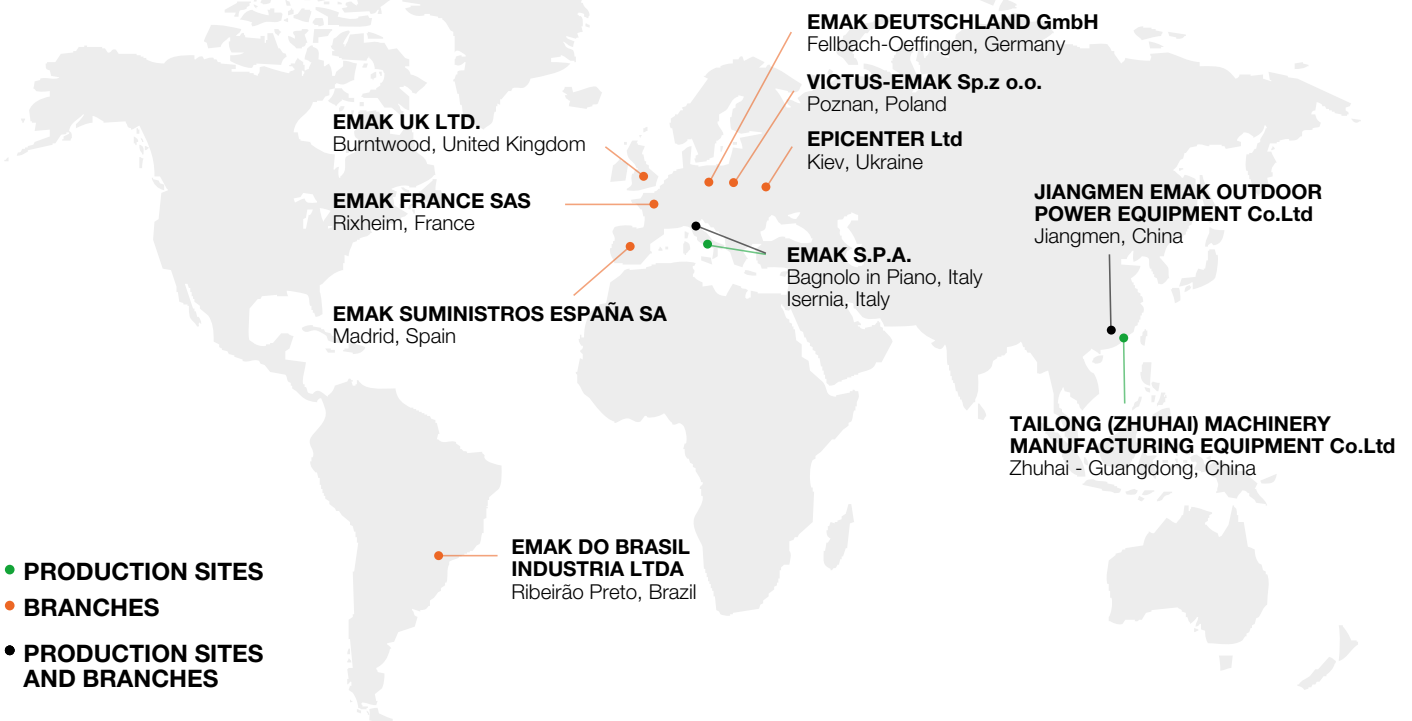 EMAK DEUTSCHLAND GmbH
Fellbach-Oeffingen, Germany
VICTUS-EMAK Sp.z o.o.
Poznan, Poland
EMAK UK LTD.
Burntwood, United Kingdom
EPICENTER Ltd
Kiev, Ukraine
EMAK FRANCE SAS
Rixheim, France
JIANGMEN EMAK OUTDOOR
POWER EQUIPMENT Co.Ltd
Jiangmen, China
EMAK S.P.A.
Bagnolo in Piano, Italy
Isernia, Italy
EMAK SUMINISTROS ESPAÑA SA
Madrid, Spain
TAILONG (ZHUHAI) MACHINERY
MANUFACTURING EQUIPMENT Co.Ltd
Zhuhai - Guangdong, China
EMAK DO BRASIL
INDUSTRIA LTDA
Ribeirão Preto, Brazil
PRODUCTION SITES
BRANCHES
PRODUCTION SITES
AND BRANCHES